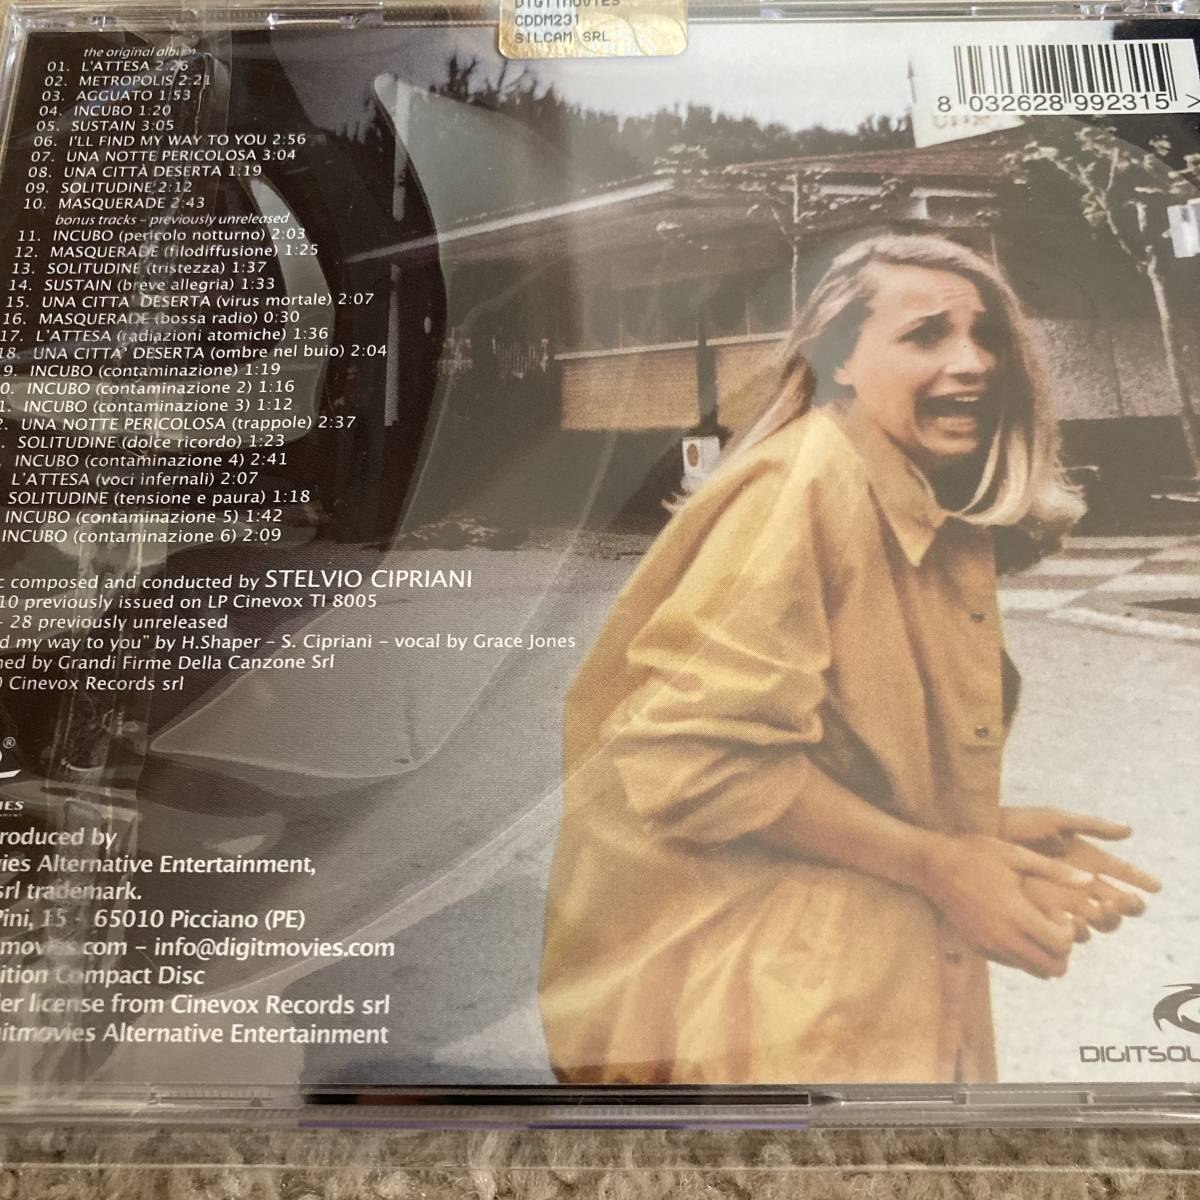 DIGITMOVIES
CDDM231
SILCAM SRL
8 032628 992315 >
the original album
01. L'ATTESA 2:26
02. METROPOLIS 2:21
03. AGGUATO 1:53
04. INCUBO 1:20
05. SUSTAIN 3:05
06. I'LL FIND MY WAY TO YOU 2:56
07. UNA NOTTE PERICOLOSA 3:04
08. UNA CITTÀ DESERTA 1:19
09. SOLITUDINE 2:12
10. MASQUERADE 2:43
bonus tracks – previously unreleased
11. INCUBO (pericolo notturno) 2:03
12. MASQUERADE (filodiffusione) 1:25
13. SOLITUDINE (tristezza) 1:37
14. SUSTAIN (breve allegria) 1:33
15. UNA CITTA' DESERTA (virus mortale) 2:07
16. MASQUERADE (bossa radio) 0:30
17. L'ATTESA (radiazioni atomiche) 1:36
18. UNA CITTA' DESERTA (ombre nel buio) 2:04
9. INCUBO (contaminazione) 1:19
0. INCUBO (contaminazione 2) 1:16
1. INCUBO (contaminazione 3) 1:12
2. UNA NOTTE PERICOLOSA (trappole) 2:37
. SOLITUDINE (dolce ricordo) 1:23
. INCUBO (contaminazione 4) 2:41
L'ATTESA (voci infernali) 2:07
SOLITUDINE (tensione e paura) 1:18
INCUBO (contaminazione 5) 1:42
INCUBO (contaminazione 6) 2:09
c composed and conducted by STELVIO CIPRIANI
10 previously issued on LP Cinevox TI 8005
- 28 previously unreleased
d my way to you" by H.Shaper – S. Cipriani – vocal by Grace Jones
hed by Grandi Firme Della Canzone Srl
0 Cinevox Records srl
®
IES
roduced by
ies Alternative Entertainment,
srl trademark.
Pini, 15 - 65010 Picciano (PE)
tmovies.com – info@digitmovies.com
ition Compact Disc
er license from Cinevox Records srl
gitmovies Alternative Entertainment
DIGITSOU